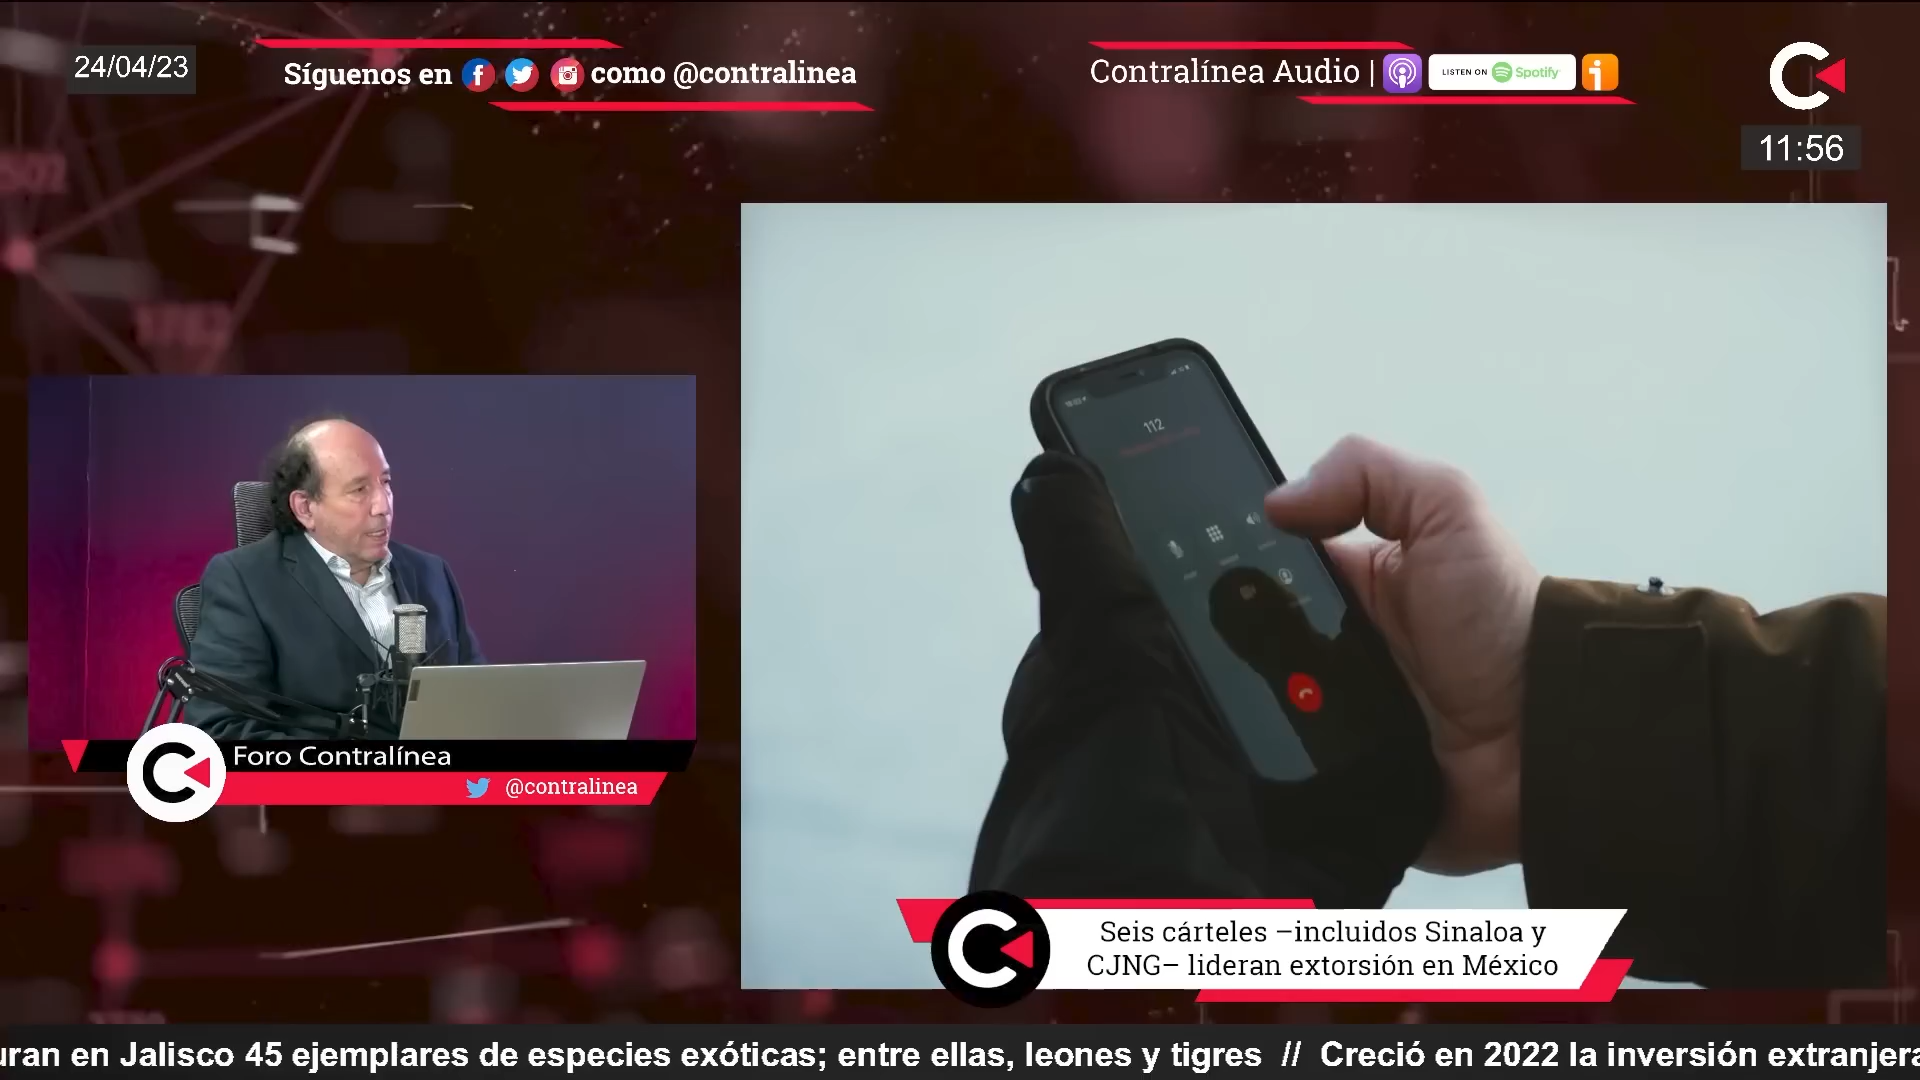 24/04/23
Síguenos en como @contralinea
Contralínea Audio |
LISTEN ON Spotify
11:56
112
Foro Contralínea
@contralinea
Seis cárteles –incluidos Sinaloa y
CJNG– lideran extorsión en México
uran en Jalisco 45 ejemplares de especies exóticas; entre ellas, leones y tigres // Creció en 2022 la inversión extranjera